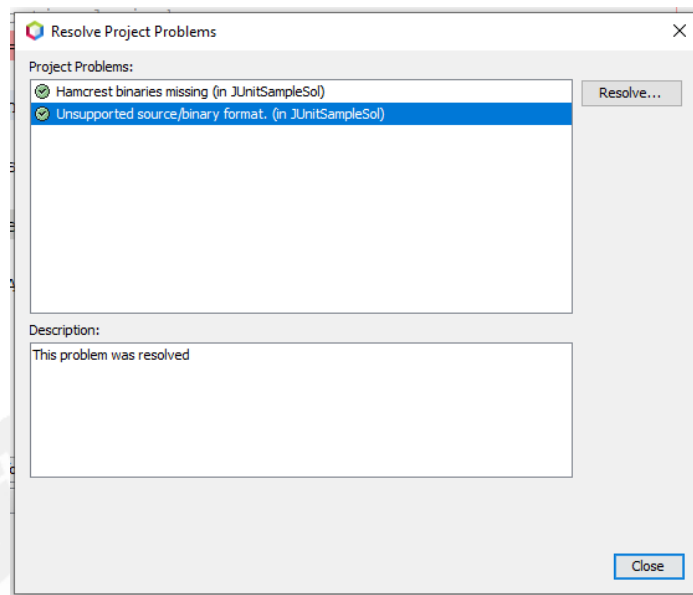 Resolve Project Problems
Project Problems:
Hamcrest binaries missing (in JUnitSampleSol)
Resolve...
Unsupported source/binary format. (in JUnitSampleSol)
Description:
This problem was resolved
Close